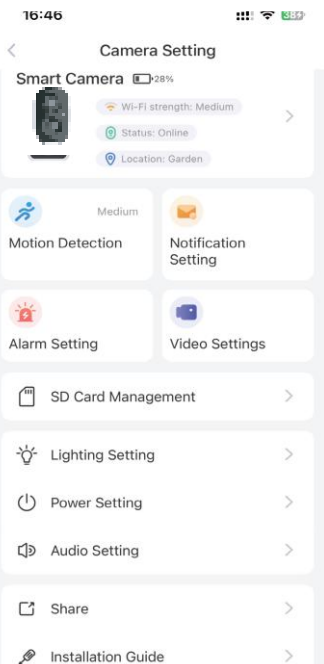 16:46
Camera Setting
Smart Camera 28%
Wi-Fi strength: Medium
Status: Online
Location: Garden
Medium
Motion Detection
Notification
Setting
Alarm Setting
Video Settings
SD Card Management
Lighting Setting
Power Setting
Audio Setting
Share
Installation Guide